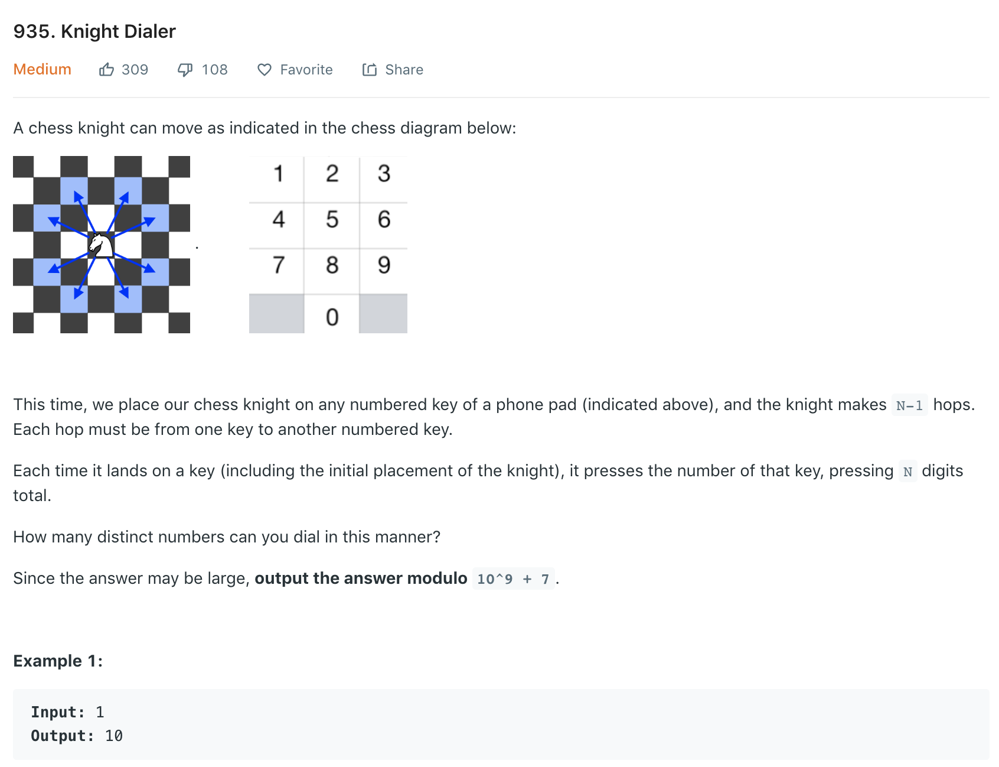 935. Knight Dialer
Medium 309 108 Favorite Share
A chess knight can move as indicated in the chess diagram below:
.
1 2 3
4 5 6
7 8 9
0
This time, we place our chess knight on any numbered key of a phone pad (indicated above), and the knight makes N-1 hops.
Each hop must be from one key to another numbered key.
Each time it lands on a key (including the initial placement of the knight), it presses the number of that key, pressing N digits
total.
How many distinct numbers can you dial in this manner?
Since the answer may be large, output the answer modulo 10^9 + 7.
Example 1:
Input: 1
Output: 10